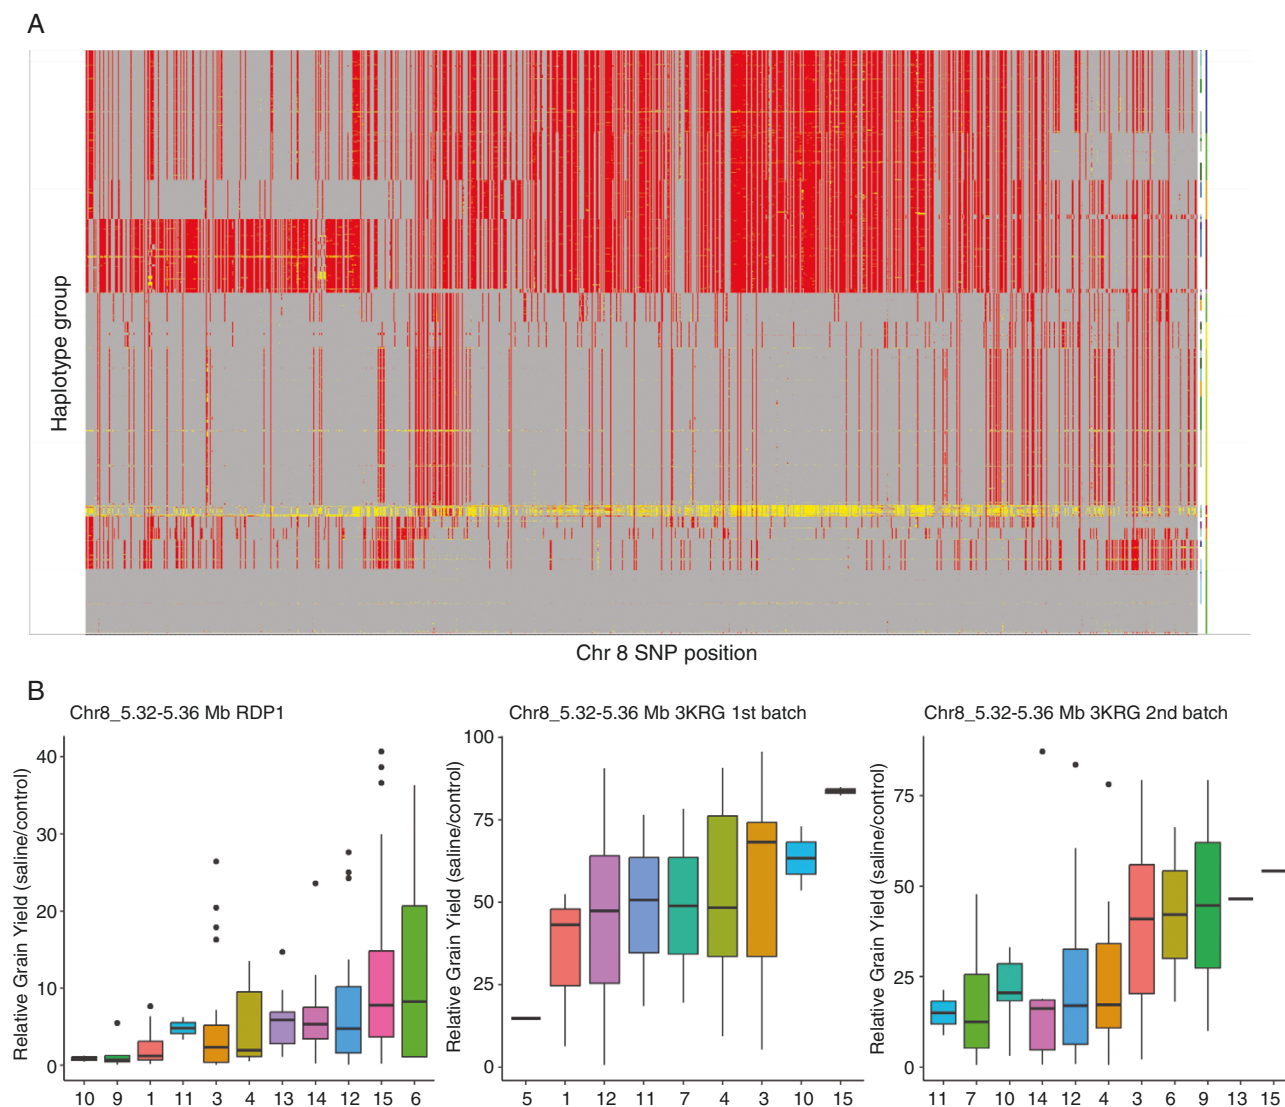 A
Haplotype group
Chr 8 SNP position
B
Chr8_5.32-5.36 Mb RDP1
Relative Grain Yield (saline/control)
40
30
20
10
0
10 9 1 11 3 4 13 14 12 15 6
Chr8_5.32-5.36 Mb 3KRG 1st batch
Relative Grain Yield (saline/control)
100
75
50
25
0
5 1 12 11 7 4 3 10 15
Chr8_5.32-5.36 Mb 3KRG 2nd batch
Relative Grain Yield (saline/control)
75
50
25
0
11 7 10 14 12 4 3 6 9 13 15